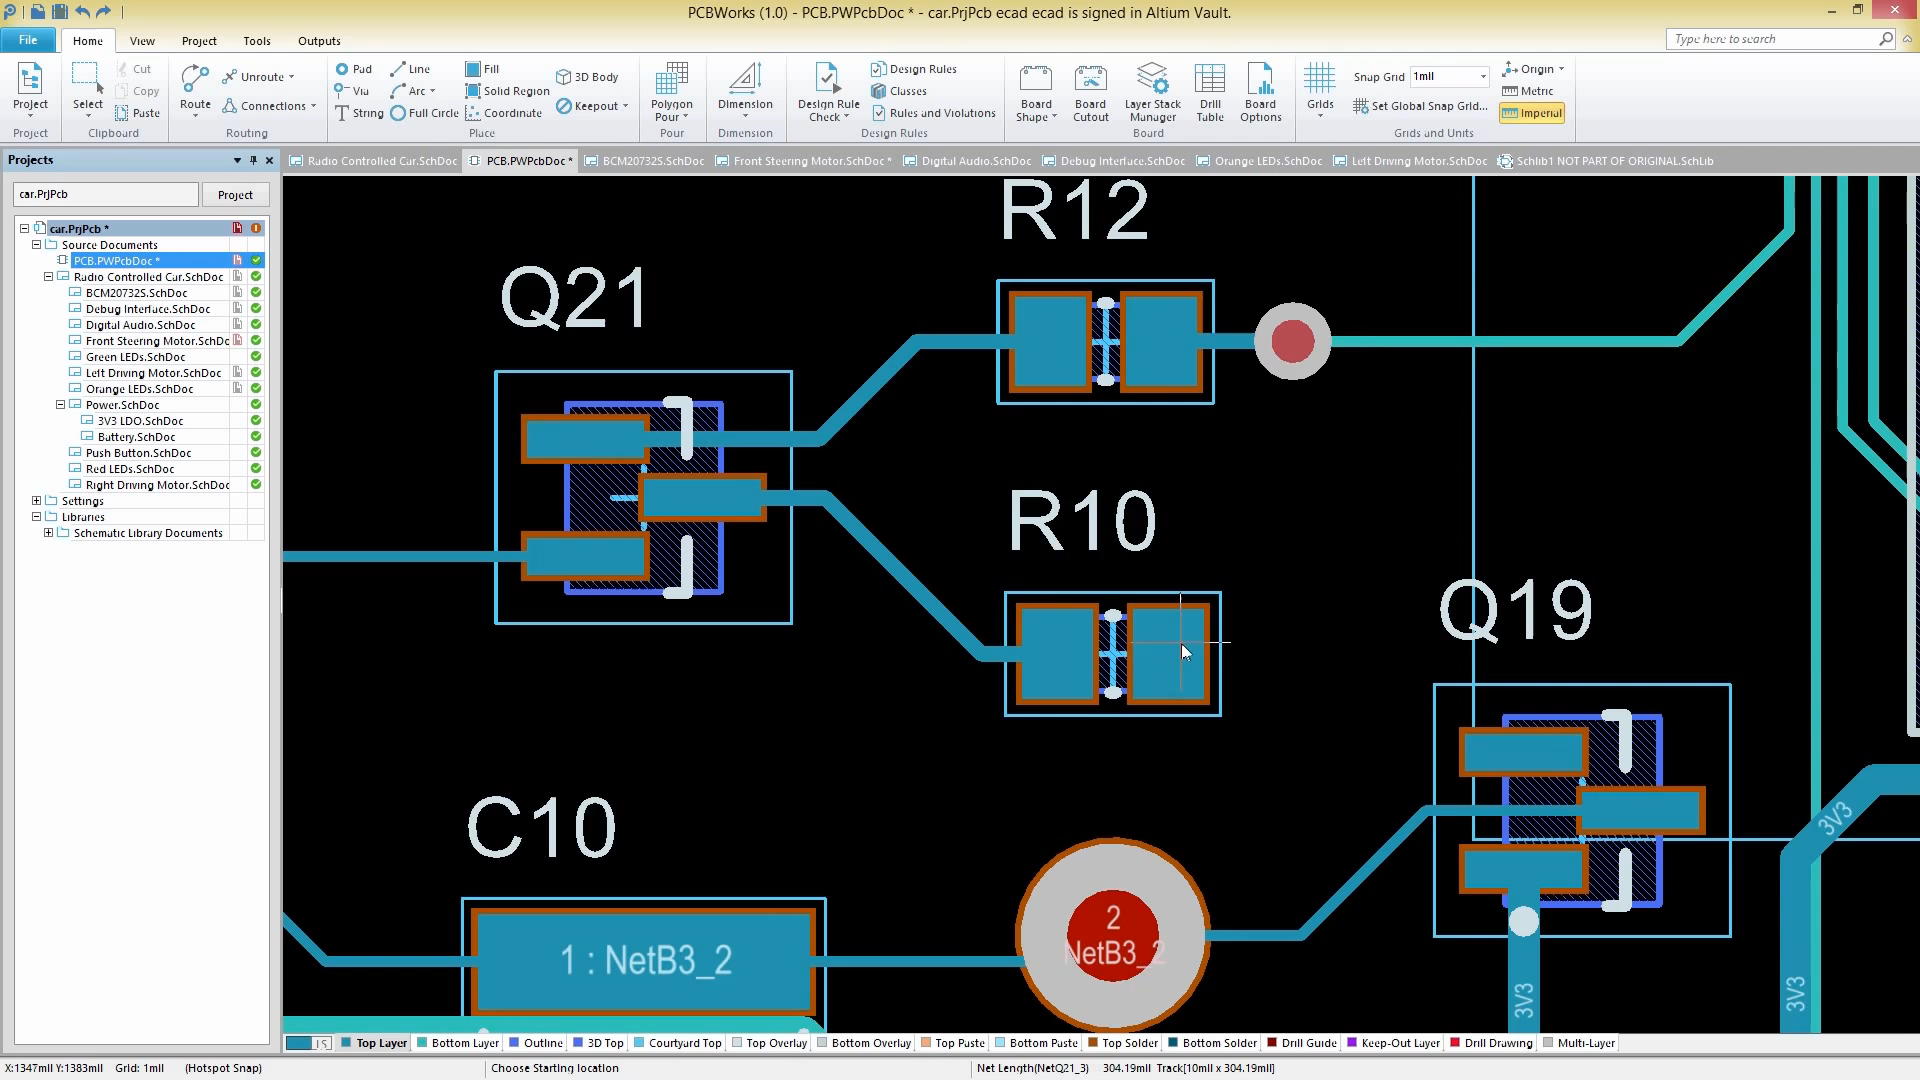 PCBWorks (1.0) - PCB.PWPcbDoc * - car.PrjPcb ecad ecad is signed in Altium Vault.
File Home View Project Tools Outputs
Type here to search
Project Select Cut Copy Paste Route Unroute Connections
Pad Line Fill 3D Body
Via Arc Solid Region Keepout
String Full Circle Coordinate
Polygon Pour Dimension Design Rule Check
Design Rules
Classes
Rules and Violations
Board Shape Board Cutout Layer Stack Manager Drill Table Board Options Grids
Snap Grid 1mil Origin
Metric
Set Global Snap Grid... Imperial
Project Clipboard Routing Place Pour Dimension Design Rules Board Grids and Units
Projects
Radio Controlled Car.SchDoc PCB.PWPcbDoc * BCM20732S.SchDoc Front Steering Motor.SchDoc * Digital Audio.SchDoc Debug Interface.SchDoc Orange LEDs.SchDoc Left Driving Motor.SchDoc Schlib1 NOT PART OF ORIGINAL.SchLib
car.PrjPcb Project
car.PrjPcb *
Source Documents
PCB.PWPcbDoc *
Radio Controlled Car.SchDoc
BCM20732S.SchDoc
Debug Interface.SchDoc
Digital Audio.SchDoc
Front Steering Motor.SchDo
Green LEDs.SchDoc
Left Driving Motor.SchDoc
Orange LEDs.SchDoc
Power.SchDoc
3V3 LDO.SchDoc
Battery.SchDoc
Push Button.SchDoc
Red LEDs.SchDoc
Right Driving Motor.SchDoc
Settings
Libraries
Schematic Library Documents
R12
Q21
R10
Q19
C10
3V3
2
NetB3_2
1 : NetB3_2
3V3
3V3
LS Top Layer Bottom Layer Outline 3D Top Courtyard Top Top Overlay Bottom Overlay Top Paste Bottom Paste Top Solder Bottom Solder Drill Guide Keep-Out Layer Drill Drawing Multi-Layer
X:1347mil Y:1383mil Grid: 1mil (Hotspot Snap) Choose Starting location Net Length(NetQ21_3) 304.19mil Track[10mil x 304.19mil]